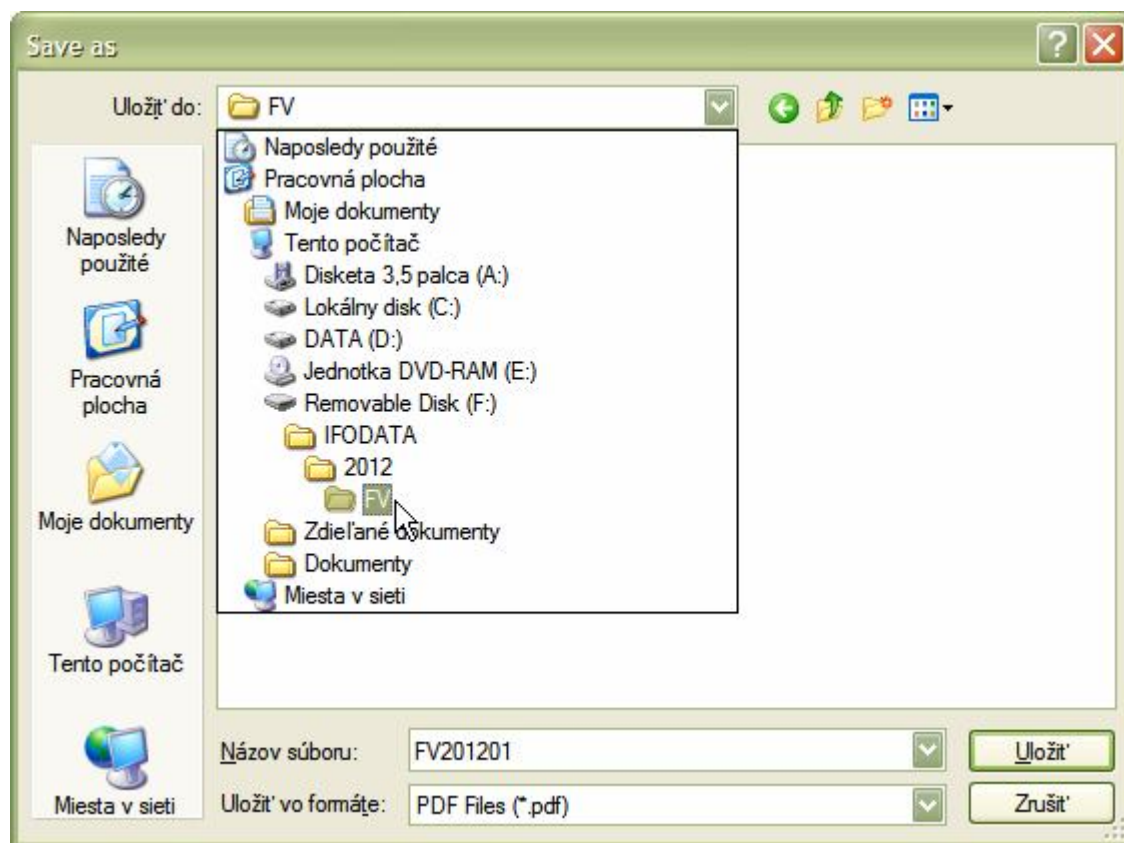 Save as
Uložiť do:
FV
Naposledy použité
Pracovná plocha
Moje dokumenty
Tento počítač
Disketa 3,5 palca (A:)
Lokálny disk (C:)
DATA (D:)
Jednotka DVD-RAM (E:)
Removable Disk (F:)
IFODATA
2012
FV
Zdieľané dokumenty
Dokumenty
Miesta v sieti
Naposledy
použité
Pracovná
plocha
Moje dokumenty
Tento počítač
Miesta v sieti
Názov súboru:
FV201201
Uložiť
Uložiť vo formáte:
PDF Files (*.pdf)
Zrušiť